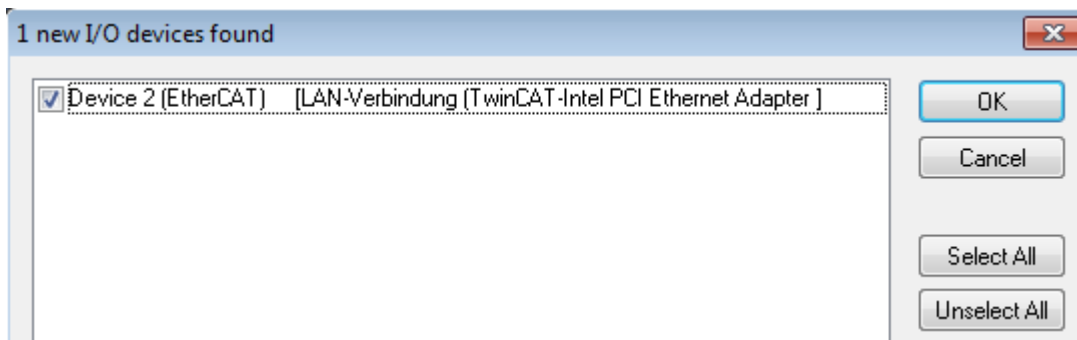 1 new I/O devices found
Device 2 (EtherCAT) [LAN-Verbindung (TwinCAT-Intel PCI Ethernet Adapter ]
OK
Cancel
Select All
Unselect All